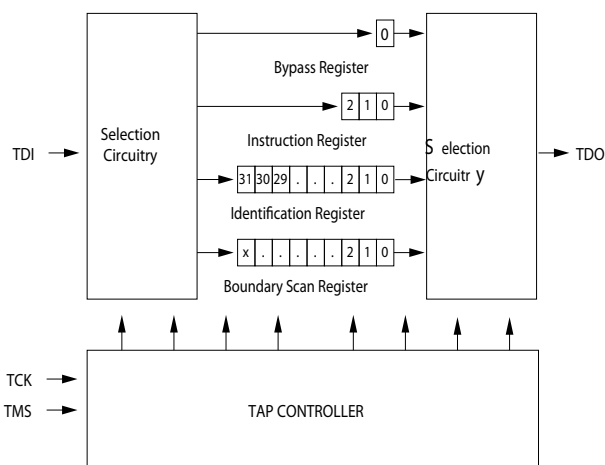 0
Bypass Register
2 1 0
Instruction Register
Selection
Circuitry
TDI
S election
Circuitr y
TDO
31 30 29 . . . 2 1 0
Identification Register
x . . . . . 2 1 0
Boundary Scan Register
TCK
TMS
TAP CONTROLLER